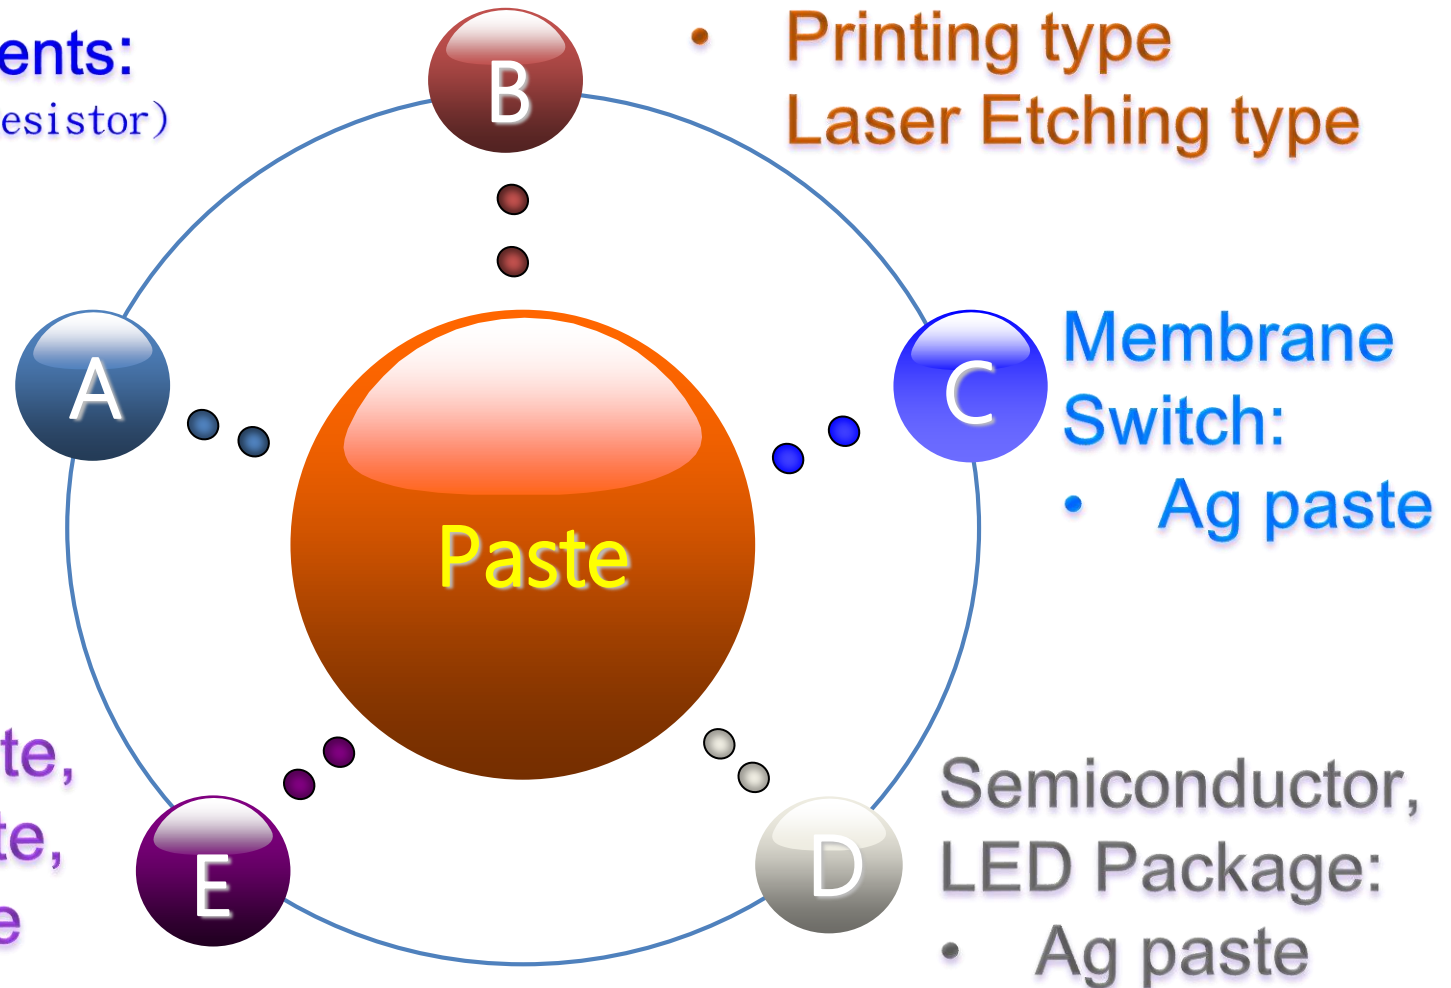 ents:
esistor)
B
• Printing type
Laser Etching type
A
C
Membrane
Switch:
• Ag paste
Paste
te,
te,
e
E
D
Semiconductor,
LED Package:
• Ag paste